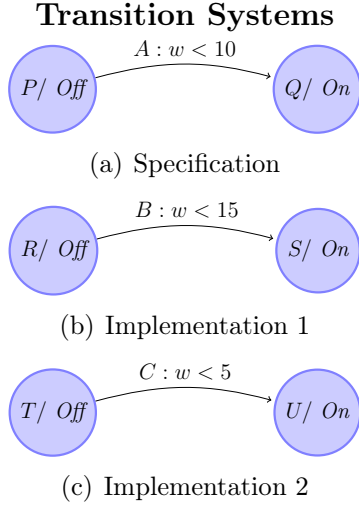 Transition Systems
A : w < 10
P/ Off
Q/ On
(a) Specification
B : w < 15
R/ Off
S/ On
(b) Implementation 1
C : w < 5
T/ Off
U/ On
(c) Implementation 2